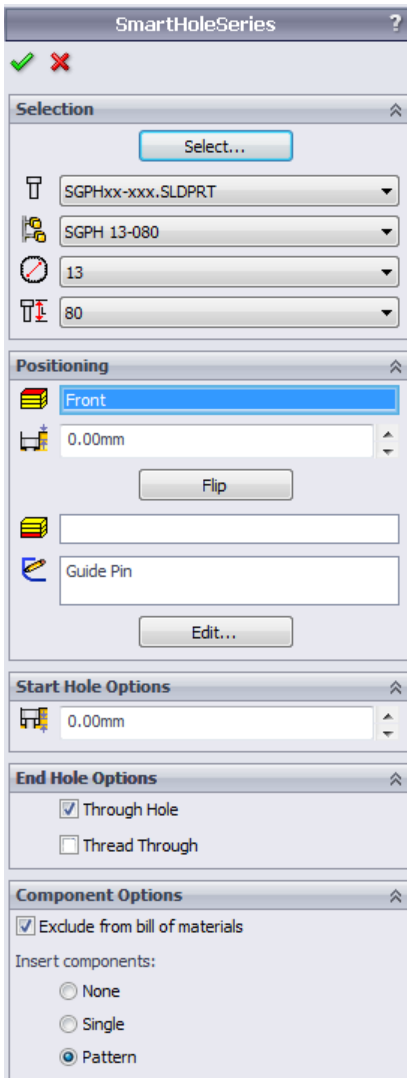 SmartHoleSeries ?
Selection
Select...
SGPHxx-xxx.SLDPRT
SGPH 13-080
13
80
Positioning
Front
0.00mm
Flip
Guide Pin
Edit...
Start Hole Options
0.00mm
End Hole Options
Through Hole
Thread Through
Component Options
Exclude from bill of materials
Insert components:
None
Single
Pattern